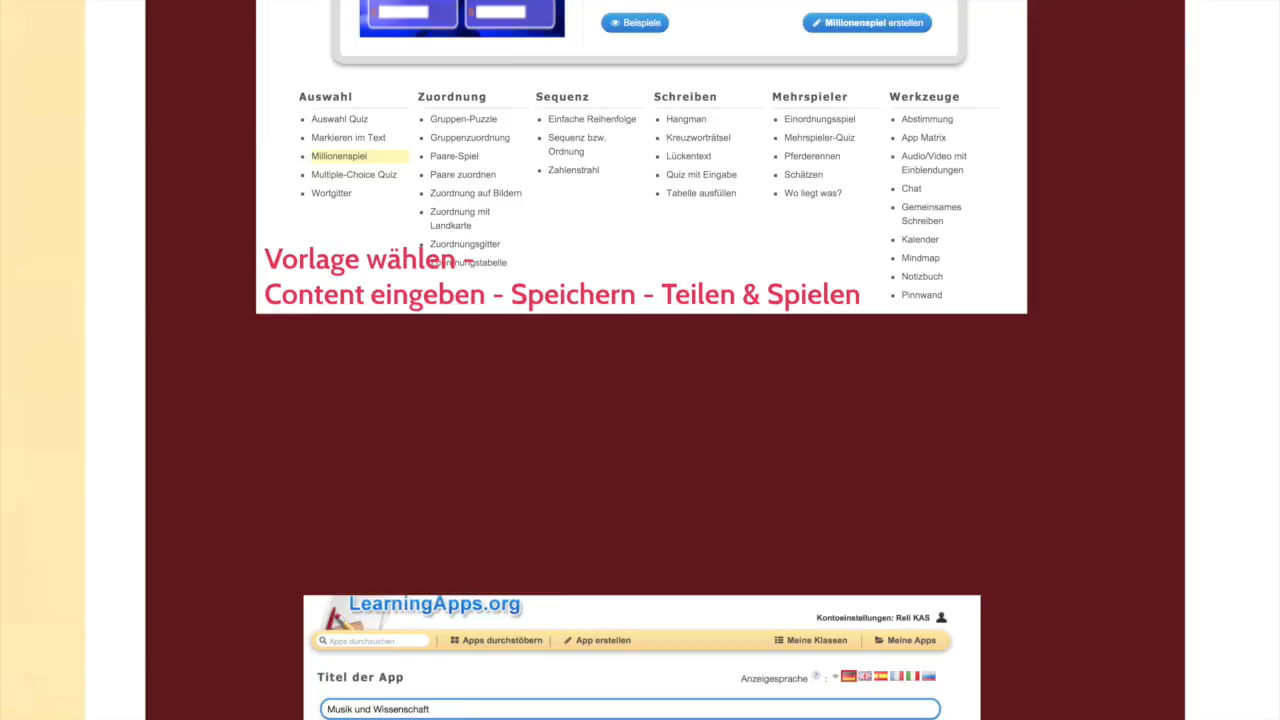 Beispiele
Millionenspiel erstellen
Auswahl
Auswahl Quiz
Markieren im Text
Millionenspiel
Multiple-Choice Quiz
Wortgitter
Zuordnung
Gruppen-Puzzle
Gruppenzuordnung
Paare-Spiel
Paare zuordnen
Zuordnung auf Bildern
Zuordnung mit
Landkarte
Zuordnungsgitter
Zuordnungstabelle
Sequenz
Einfache Reihenfolge
Sequenz bzw.
Ordnung
Zahlenstrahl
Schreiben
Hangman
Kreuzworträtsel
Lückentext
Quiz mit Eingabe
Tabelle ausfüllen
Mehrspieler
Einordnungsspiel
Mehrspieler-Quiz
Pferderennen
Schätzen
Wo liegt was?
Werkzeuge
Abstimmung
App Matrix
Audio/Video mit
Einblendungen
Chat
Gemeinsames
Schreiben
Kalender
Mindmap
Notizbuch
Pinnwand
Vorlage wählen -
Content eingeben - Speichern - Teilen & Spielen
LearningApps.org
Kontoeinstellungen: Reli KAS
Apps durchsuchen
Apps durchstöbern
App erstellen
Meine Klassen
Meine Apps
Titel der App
Anzeigesprache ? :
Musik und Wissenschaft